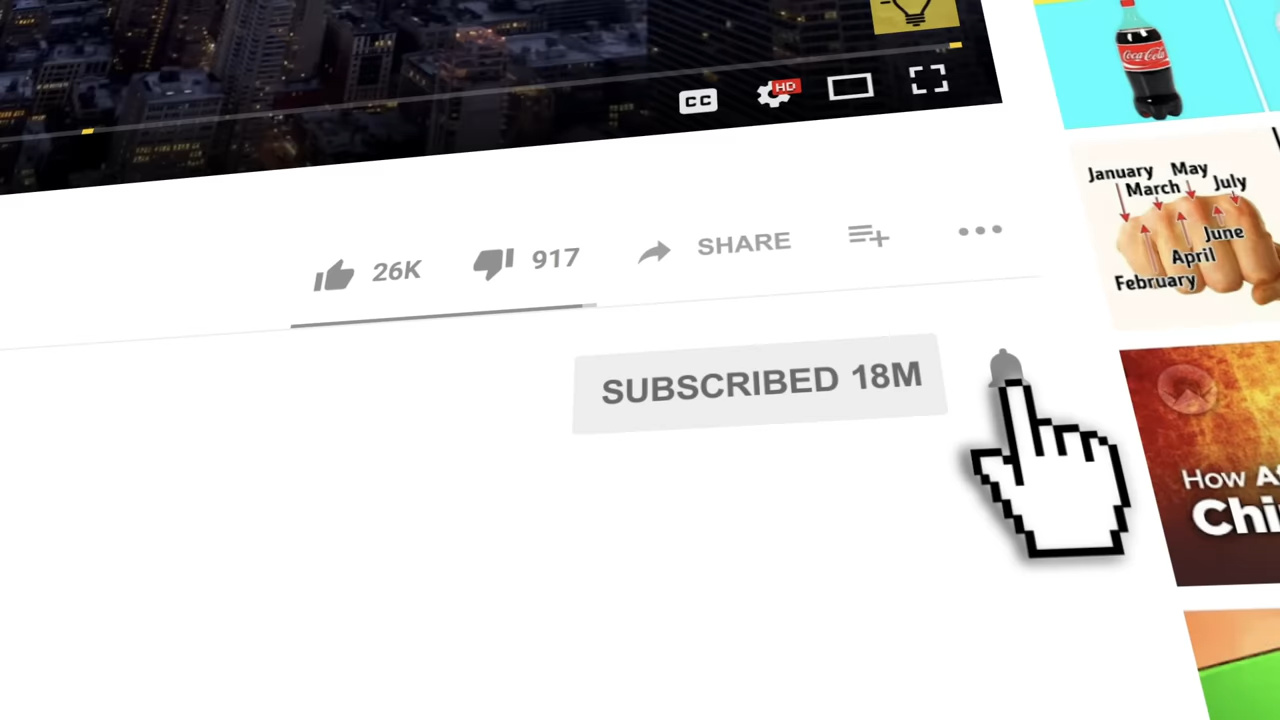 CC
HD
Coca-Cola
January
March
May
July
June
April
February
26K
917
SHARE
SUBSCRIBED 18M
How
Chi